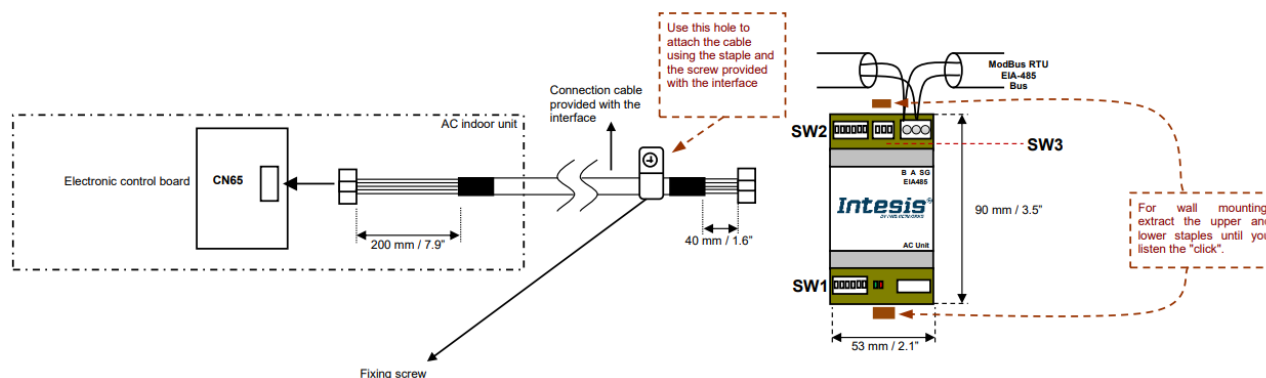 Use this hole to
attach the cable
using the staple and
the screw provided
with the interface
ModBus RTU
EIA-485
Bus
Connection cable
provided with the
interface
AC indoor unit
SW2
SW3
Electronic control board
CN65
B A SG
EIA485
Intesis
90 mm / 3.5"
For wall mounting
extract the upper and
lower staples until you
listen the "click".
AC Unit
200 mm / 7.9"
40 mm / 1.6"
SW1
53 mm / 2.1"
Fixing screw